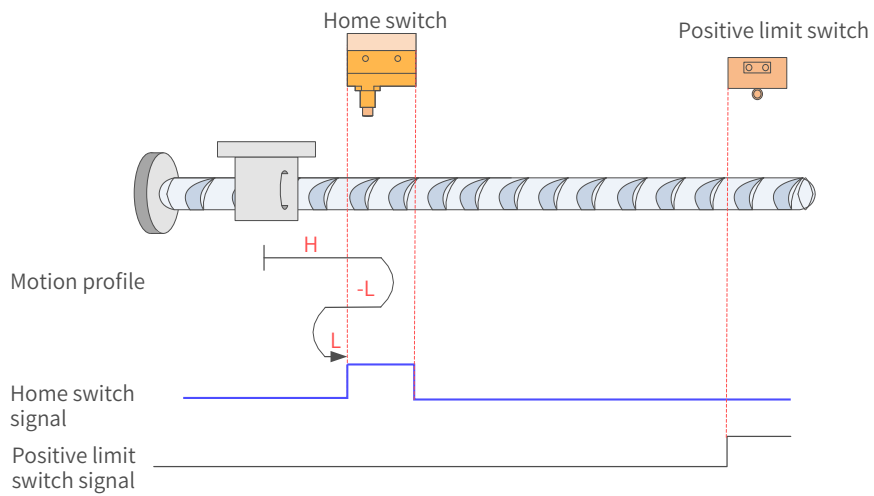 Home switch
Positive limit switch
H
Motion profile
-L
L
Home switch
signal
Positive limit
switch signal